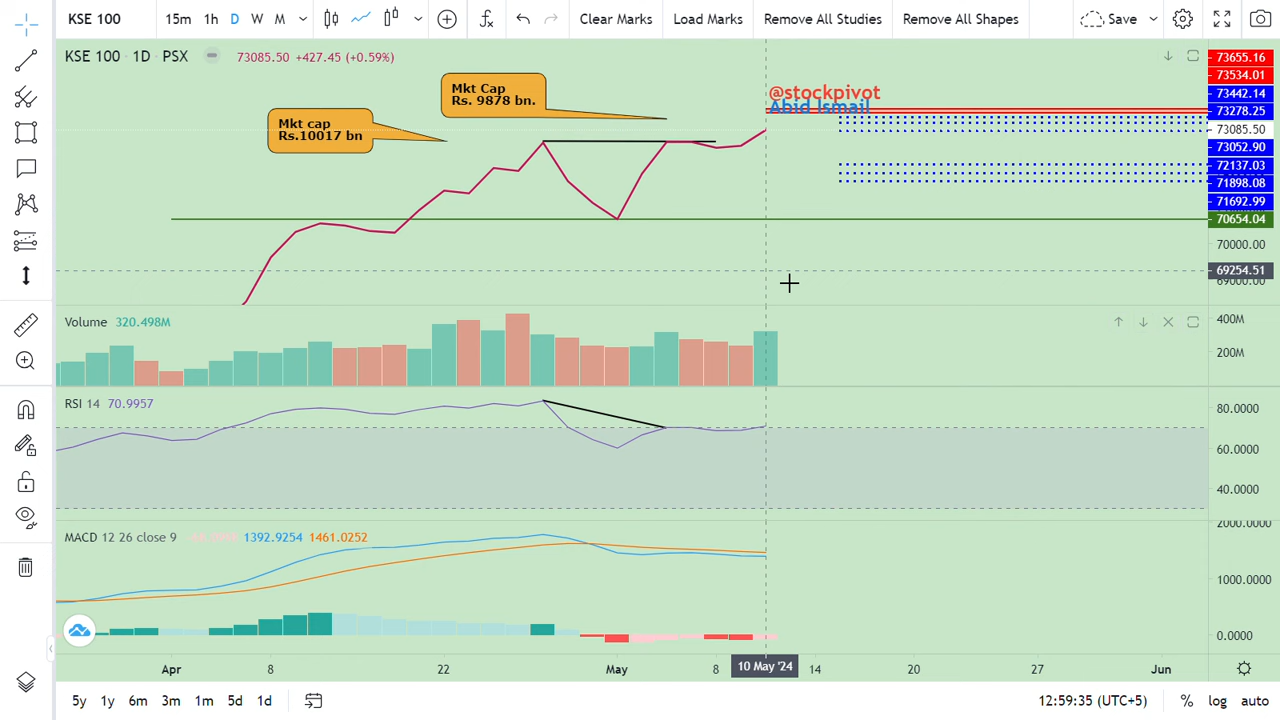 KSE 100 15m 1h D W M Clear Marks Load Marks Remove All Studies Remove All Shapes Save
KSE 100 1D PSX 73085.50 +427.45 (+0.59%)
Mkt Cap
Rs. 9878 bn.
Mkt cap
Rs.10017 bn
@stockpivot
Abid Ismail
73655.16
73534.01
73442.14
73278.25
73085.50
73052.90
72137.03
71898.08
71692.99
70654.04
70000.00
69254.51
69000.00
Volume 320.498M
400M
200M
RSI 14 70.9957
80.0000
60.0000
40.0000
MACD 12 26 close 9 1392.9254 1461.0252
2000.0000
1000.0000
0.0000
Apr 8 22 May 8 10 May '24 14 20 27 Jun
5y 1y 6m 3m 1m 5d 1d 12:59:35 (UTC+5) % log auto